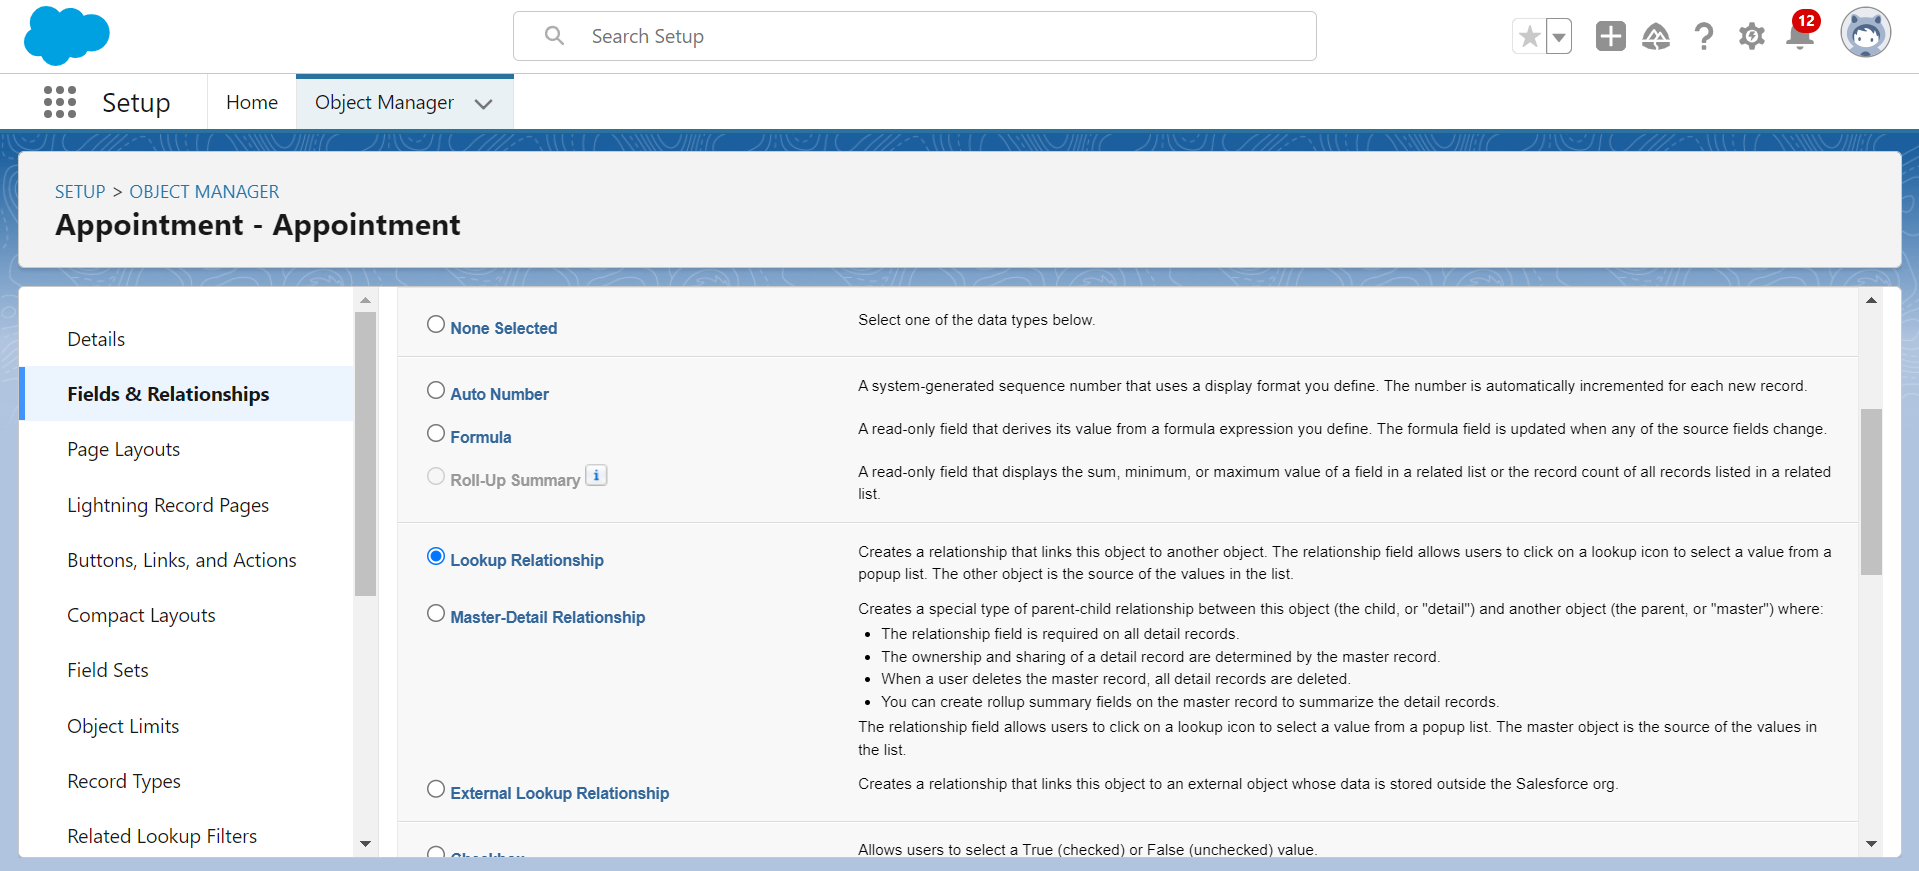 Search Setup
12
Setup
Home
Object Manager
SETUP > OBJECT MANAGER
Appointment - Appointment
Details
Fields & Relationships
Page Layouts
Lightning Record Pages
Buttons, Links, and Actions
Compact Layouts
Field Sets
Object Limits
Record Types
Related Lookup Filters
None Selected
Select one of the data types below.
Auto Number
A system-generated sequence number that uses a display format you define. The number is automatically incremented for each new record.
Formula
A read-only field that derives its value from a formula expression you define. The formula field is updated when any of the source fields change.
Roll-Up Summary i
A read-only field that displays the sum, minimum, or maximum value of a field in a related list or the record count of all records listed in a related
list.
Lookup Relationship
Creates a relationship that links this object to another object. The relationship field allows users to click on a lookup icon to select a value from a
popup list. The other object is the source of the values in the list.
Master-Detail Relationship
Creates a special type of parent-child relationship between this object (the child, or "detail") and another object (the parent, or "master") where:
• The relationship field is required on all detail records.
• The ownership and sharing of a detail record are determined by the master record.
• When a user deletes the master record, all detail records are deleted.
• You can create rollup summary fields on the master record to summarize the detail records.
The relationship field allows users to click on a lookup icon to select a value from a popup list. The master object is the source of the values in
the list.
External Lookup Relationship
Creates a relationship that links this object to an external object whose data is stored outside the Salesforce org.
Checkbox
Allows users to select a True (checked) or False (unchecked) value.